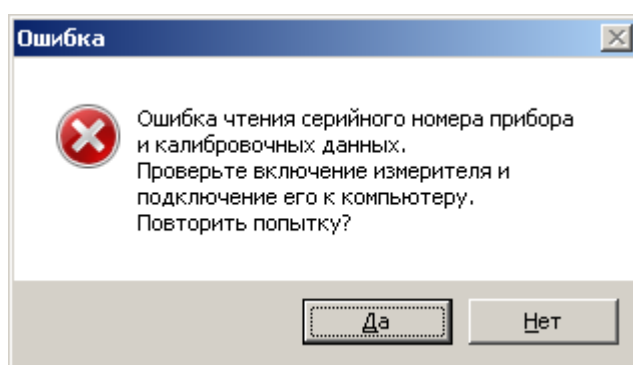 Ошибка
Ошибка чтения серийного номера прибора
и калибровочных данных.
Проверьте включение измерителя и
подключение его к компьютеру.
Повторить попытку?
Да
Нет